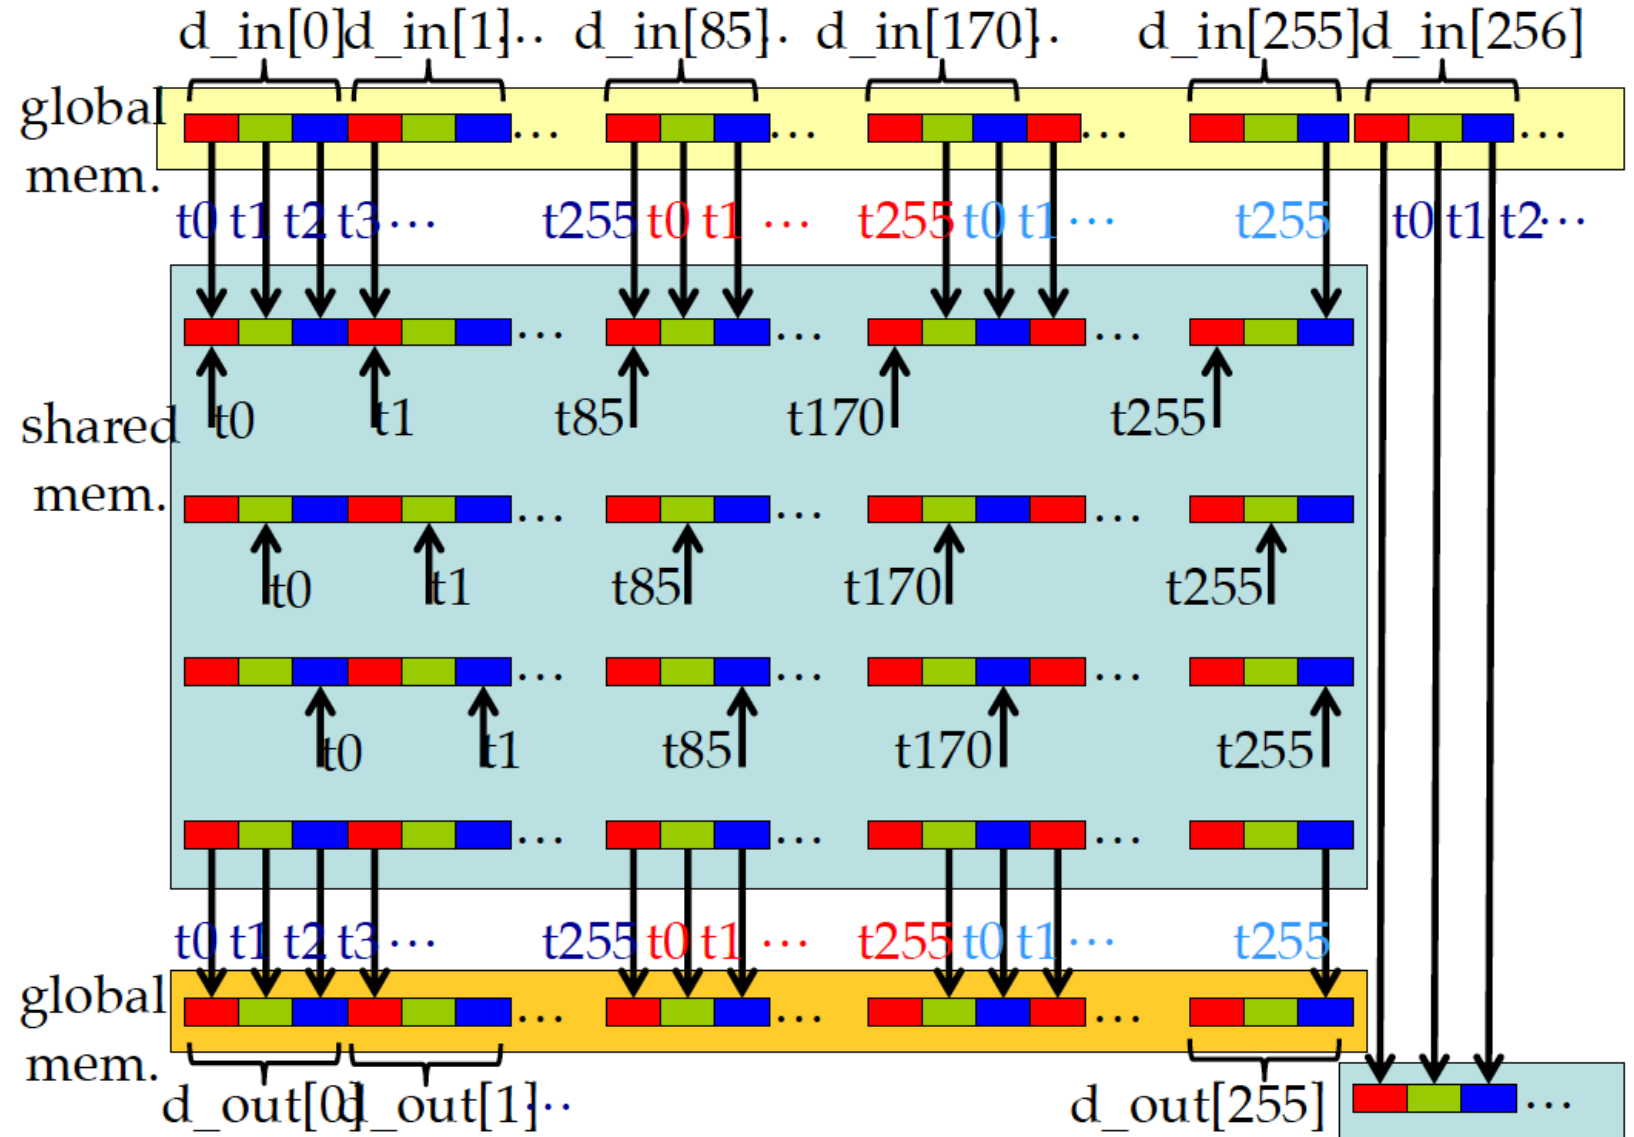 d_in[0] d_in[1]… d_in[85]… d_in[170]… d_in[255] d_in[256]
global
mem.
… … … … …
t0 t1 t2 t3 … t255 t0 t1 … t255 t0 t1 … t255 t0 t1 t2 …
… … …
shared
mem.
t0 t1 t85 t170 t255
… … …
t0 t1 t85 t170 t255
… … …
t0 t1 t85 t170 t255
… … …
t0 t1 t2 t3 … t255 t0 t1 … t255 t0 t1 … t255
global
mem.
… … …
d_out[0] d_out[1]… d_out[255]
…